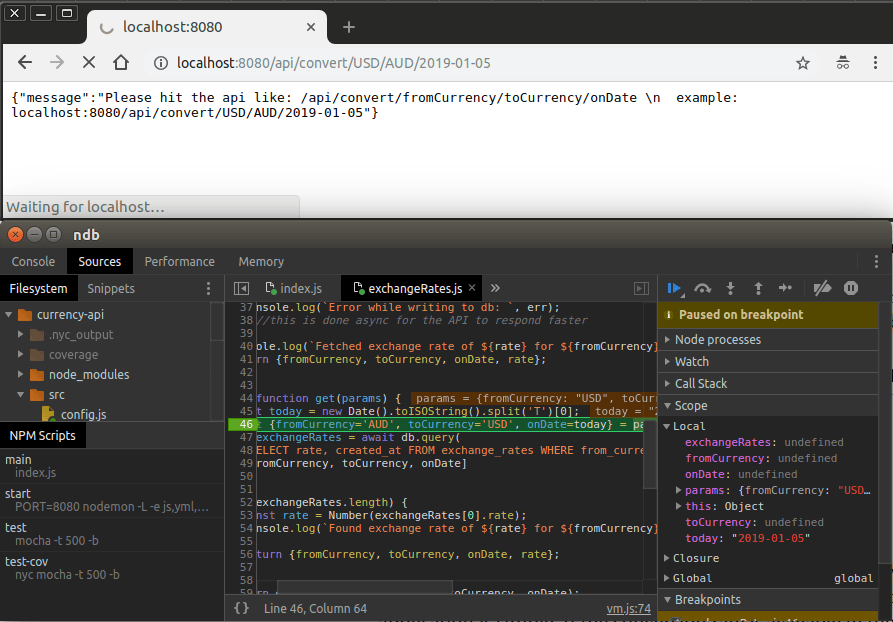 localhost:8080
localhost:8080/api/convert/USD/AUD/2019-01-05
{"message":"Please hit the api like: /api/convert/fromCurrency/toCurrency/onDate \n  example:
localhost:8080/api/convert/USD/AUD/2019-01-05"}
Waiting for localhost...
ndb
Console Sources Performance Memory
Filesystem Snippets
currency-api
.nyc_output
coverage
node_modules
src
config.js
NPM Scripts
main
index.js
start
PORT=8080 nodemon -L -e js,yml,...
test
mocha -t 500 -b
test-cov
nyc mocha -t 500 -b
index.js exchangeRates.js
37 nsole.log(`Error while writing to db: `, err);
38 //this is done async for the API to respond faster
39
40 ole.log(`Fetched exchange rate of ${rate} for ${fromCurrency}
41 rn {fromCurrency, toCurrency, onDate, rate};
42
43
44 function get(params) { params = {fromCurrency: "USD", toCurr
45 t today = new Date().toISOString().split('T')[0]; today = "2
46 {fromCurrency='AUD', toCurrency='USD', onDate=today} = pa
47 exchangeRates = await db.query(
48 SELECT rate, created_at FROM exchange_rates WHERE from_curre
49 romCurrency, toCurrency, onDate]
50
51
52 exchangeRates.length) {
53 nst rate = Number(exchangeRates[0].rate);
54 nsole.log(`Found exchange rate of ${rate} for ${fromCurrency}
55
56 turn {fromCurrency, toCurrency, onDate, rate};
57
58
{} Line 46, Column 64 vm.js:74
Paused on breakpoint
Node processes
Watch
Call Stack
Scope
Local
exchangeRates: undefined
fromCurrency: undefined
onDate: undefined
params: {fromCurrency: "USD...
this: Object
toCurrency: undefined
today: "2019-01-05"
Closure
Global global
Breakpoints